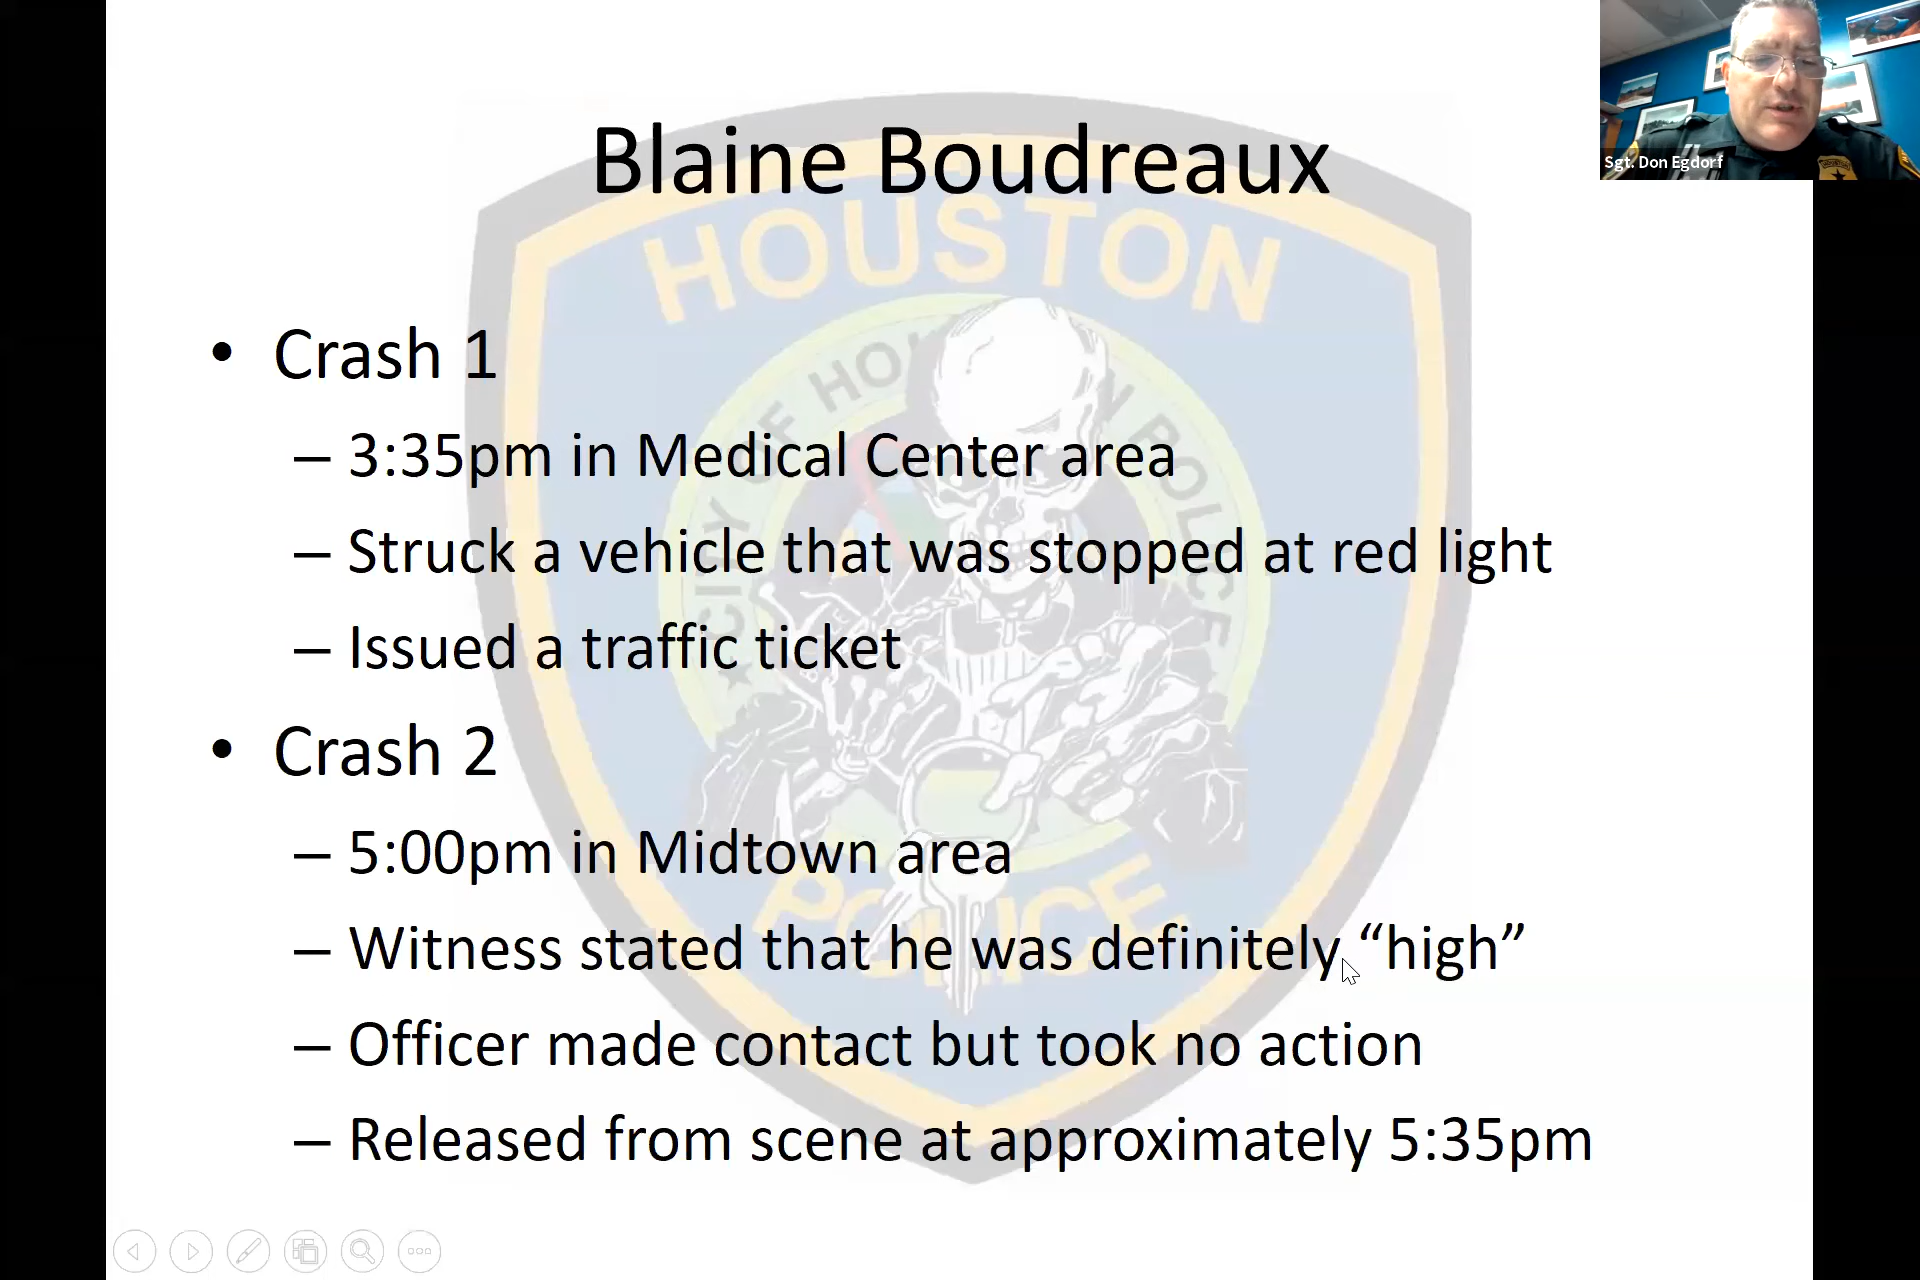 Blaine Boudreaux
HOUSTON
CITY OF HOUSTON POLICE
• Crash 1
– 3:35pm in Medical Center area
– Struck a vehicle that was stopped at red light
– Issued a traffic ticket
• Crash 2
– 5:00pm in Midtown area
– Witness stated that he was definitely “high”
– Officer made contact but took no action
– Released from scene at approximately 5:35pm
POLICE
Sgt. Don Egdorf